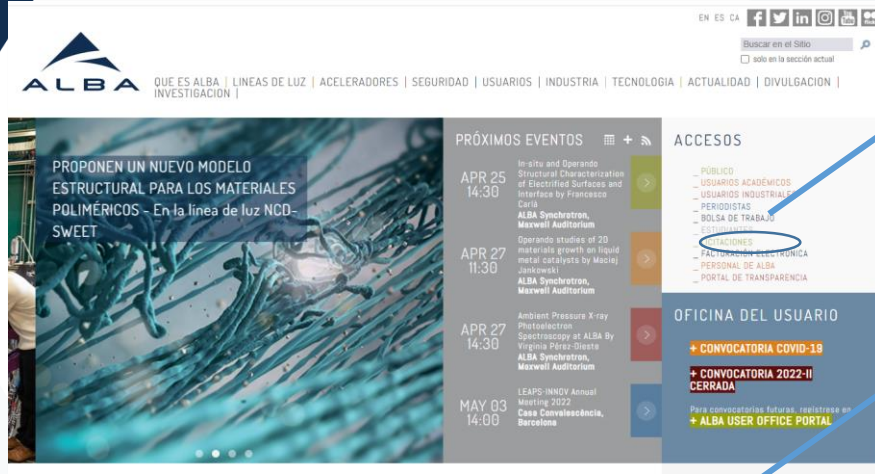 EN ES CA
Buscar en el Sitio
solo en la sección actual
ALBA
QUE ES ALBA | LINEAS DE LUZ | ACELERADORES | SEGURIDAD | USUARIOS | INDUSTRIA | TECNOLOGIA | ACTUALIDAD | DIVULGACION |
INVESTIGACION |
PROPONEN UN NUEVO MODELO
ESTRUCTURAL PARA LOS MATERIALES
POLIMÉRICOS - En la línea de luz NCD-
SWEET
PRÓXIMOS EVENTOS
APR 25
14:30
In-situ and Operando
Structural Characterization
of Electrified Surfaces and
Interface by Francesco
Carlà
ALBA Synchrotron,
Maxwell Auditorium
APR 27
11:30
Operando studies of 2D
materials growth on liquid
metal catalysts by Maciej
Jankowski
ALBA Synchrotron,
Maxwell Auditorium
APR 27
14:30
Ambient Pressure X-ray
Photoelectron
Spectroscopy at ALBA By
Virginia Pérez-Dieste
ALBA Synchrotron,
Maxwell Auditorium
MAY 03
14:00
LEAPS-INNOV Annual
Meeting 2022
Casa Convalescència,
Barcelona
ACCESOS
_ PÚBLICO
_ USUARIOS ACADÉMICOS
_ USUARIOS INDUSTRIALES
_ PERIODISTAS
_ BOLSA DE TRABAJO
_ ESTUDIANTES
_ LICITACIONES
_ FACTURACIÓN ELECTRÓNICA
_ PERSONAL DE ALBA
_ PORTAL DE TRANSPARENCIA
OFICINA DEL USUARIO
+ CONVOCATORIA COVID-19
+ CONVOCATORIA 2022-II
CERRADA
Para convocatorias futuras, regístrese en
+ ALBA USER OFFICE PORTAL